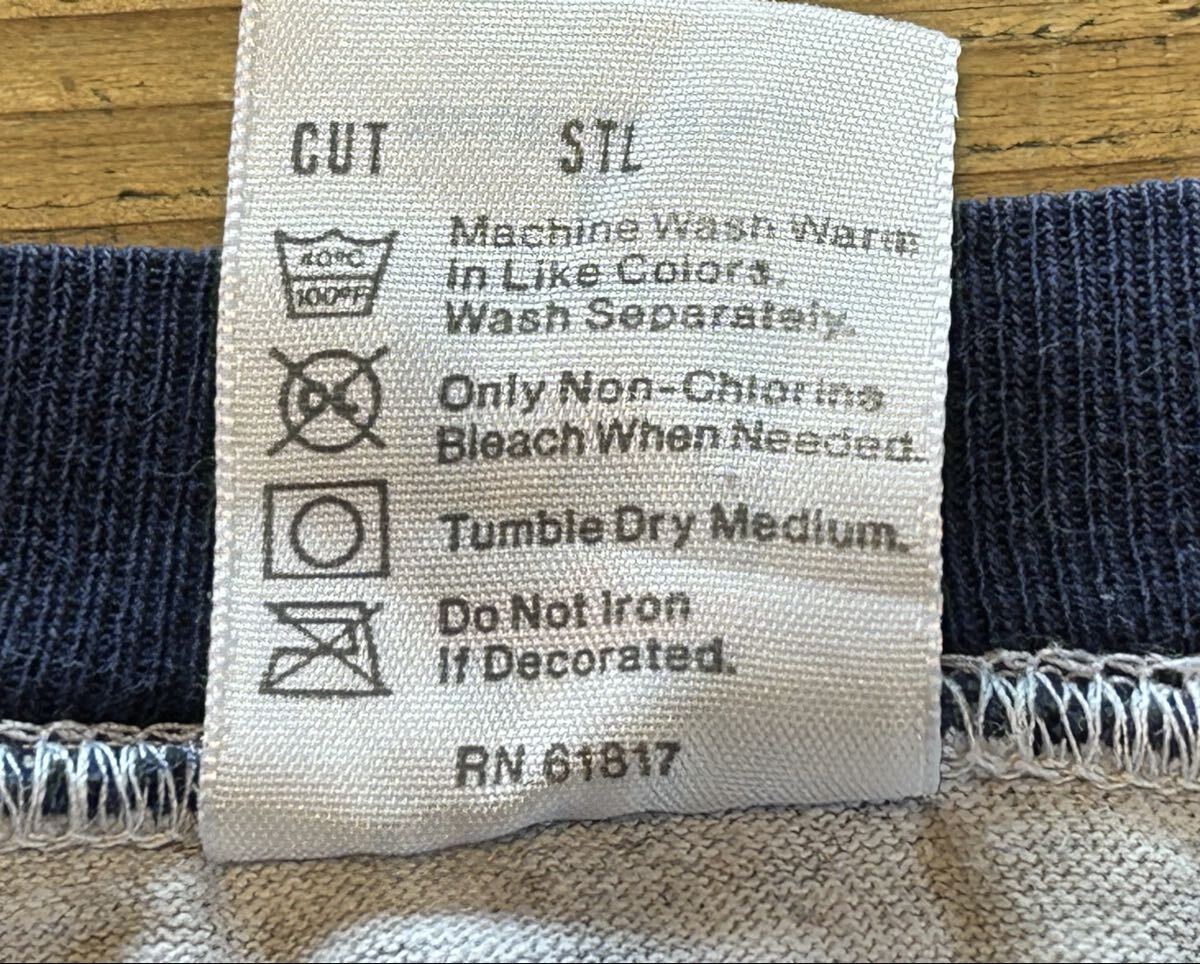 CUT STL
40°C
100°F
Machine Wash Warm
In Like Colors.
Wash Separately.
Only Non-Chlorine
Bleach When Needed.
Tumble Dry Medium.
Do Not Iron
If Decorated.
RN 61817